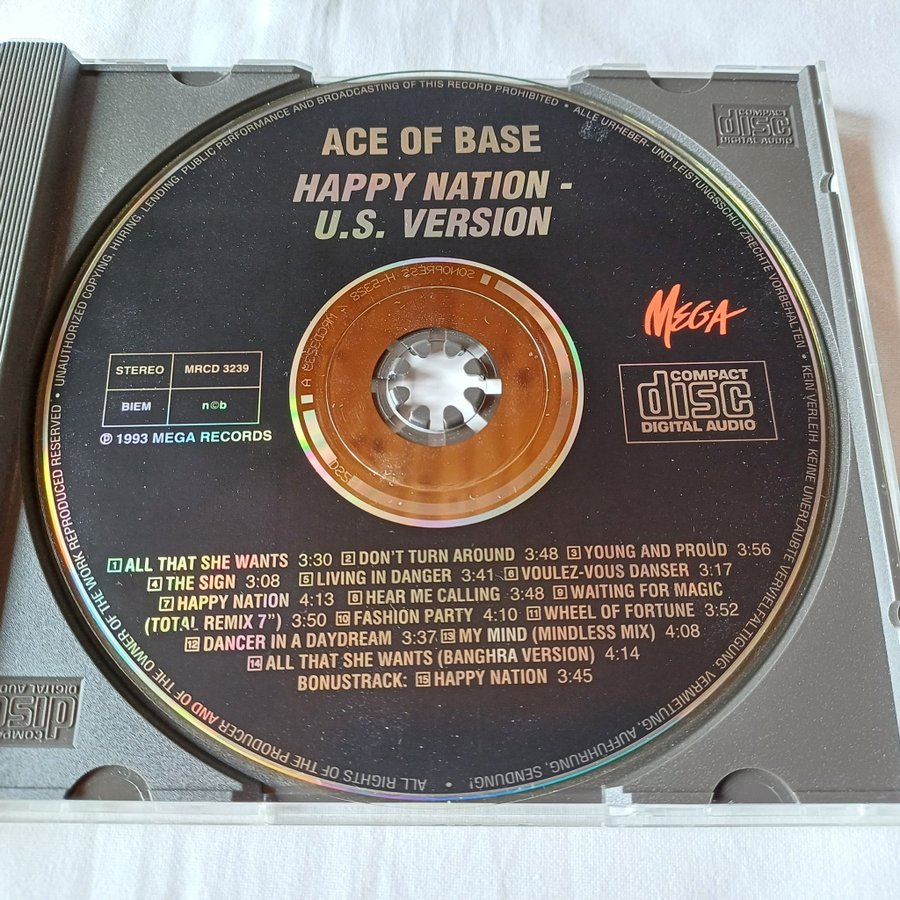 UNAUTHORIZED COPYING, HIIRING, LENDING, PUBLIC PERFORMANCE AND BROADCASTING OF THIS RECORD PROHIBITED • ALLE URHEBER- UND LEISTUNGSSCHUTZRECHTE VORBEHALTEN • KEIN VERLEIH, KEINE UNERLAUBTE VERVIELFÄLTIGUNG, VERMIETUNG, AUFFÜHRUNG, SENDUNG!
ALL RIGHTS OF THE PRODUCER AND OF THE OWNER OF THE WORK REPRODUCED RESERVED •
COMPACT
disc
DIGITAL AUDIO
ACE OF BASE
HAPPY NATION -
U.S. VERSION
SONOPRESS H-5328 A MRCD3239 A
MEGA
STEREO MRCD 3239
BIEM n©b
℗ 1993 MEGA RECORDS
COMPACT
disc
DIGITAL AUDIO
1 ALL THAT SHE WANTS 3:30 2 DON'T TURN AROUND 3:48 3 YOUNG AND PROUD 3:56
4 THE SIGN 3:08 5 LIVING IN DANGER 3:41 6 VOULEZ-VOUS DANSER 3:17
7 HAPPY NATION 4:13 8 HEAR ME CALLING 3:48 9 WAITING FOR MAGIC
(TOTAL REMIX 7") 3:50 10 FASHION PARTY 4:10 11 WHEEL OF FORTUNE 3:52
12 DANCER IN A DAYDREAM 3:37 13 MY MIND (MINDLESS MIX) 4:08
14 ALL THAT SHE WANTS (BANGHRA VERSION) 4:14
BONUSTRACK: 15 HAPPY NATION 3:45
disc